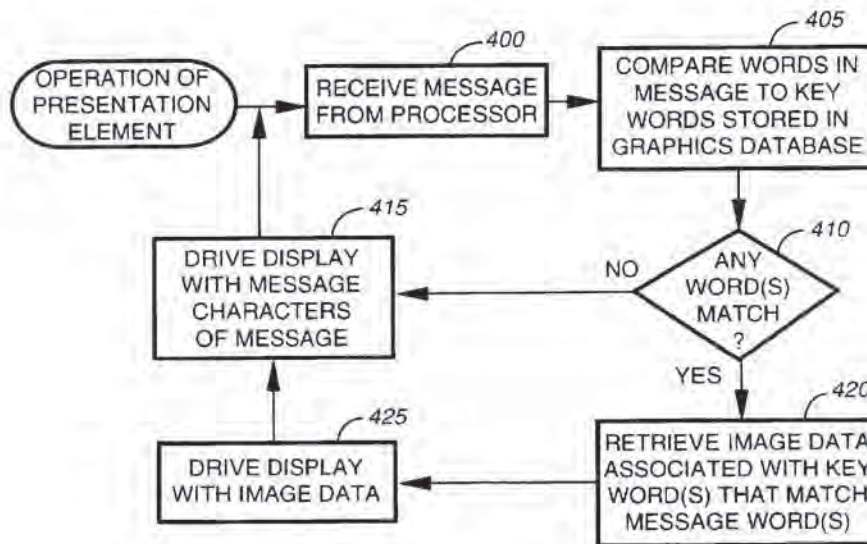 OPERATION OF
PRESENTATION
ELEMENT
400
RECEIVE MESSAGE
FROM PROCESSOR
405
COMPARE WORDS IN
MESSAGE TO KEY
WORDS STORED IN
GRAPHICS DATABASE
410
ANY
WORD(S)
MATCH
?
NO
YES
415
DRIVE DISPLAY
WITH MESSAGE
CHARACTERS
OF MESSAGE
420
RETRIEVE IMAGE DATA
ASSOCIATED WITH KEY
WORD(S) THAT MATCH
MESSAGE WORD(S)
425
DRIVE DISPLAY
WITH IMAGE DATA